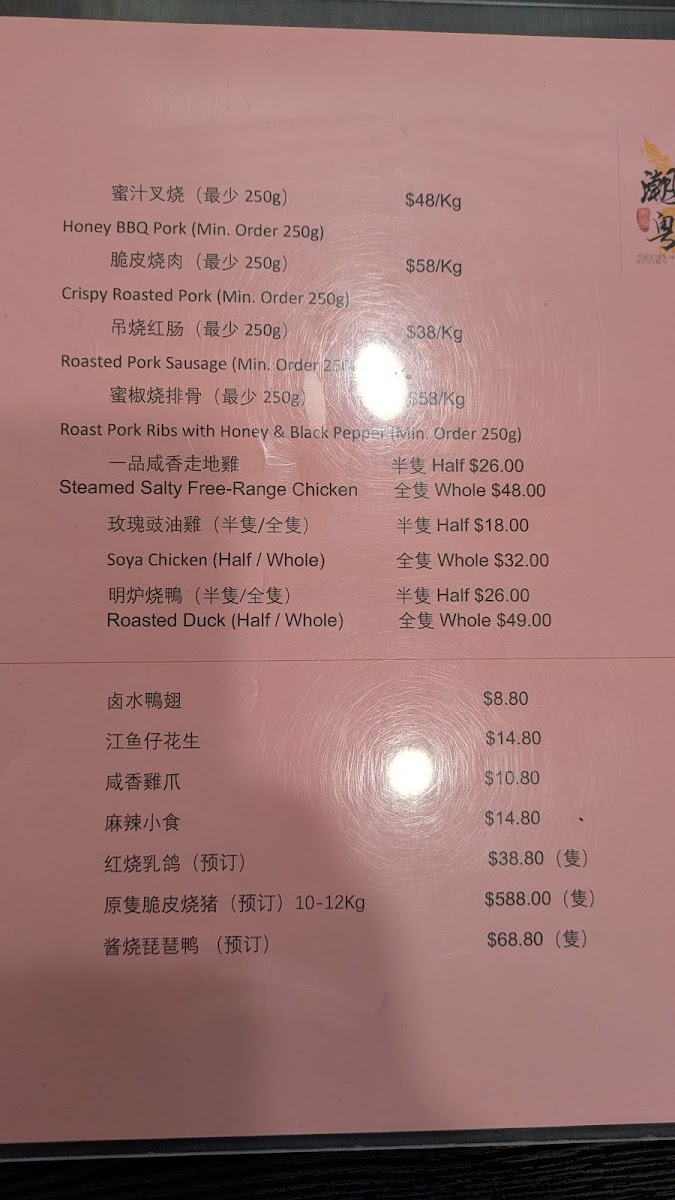 蜜汁叉烧（最少 250g） $48/Kg
Honey BBQ Pork (Min. Order 250g)
脆皮烧肉（最少 250g） $58/Kg
Crispy Roasted Pork (Min. Order 250g)
吊烧红肠（最少 250g） $38/Kg
Roasted Pork Sausage (Min. Order 250g
蜜椒烧排骨（最少 250g） $58/Kg
Roast Pork Ribs with Honey & Black Pepper (Min. Order 250g)
一品咸香走地雞 半隻 Half $26.00
Steamed Salty Free-Range Chicken 全隻 Whole $48.00
玫瑰豉油雞（半隻/全隻） 半隻 Half $18.00
Soya Chicken (Half / Whole) 全隻 Whole $32.00
明炉烧鴨（半隻/全隻） 半隻 Half $26.00
Roasted Duck (Half / Whole) 全隻 Whole $49.00
卤水鴨翅 $8.80
江鱼仔花生 $14.80
咸香雞爪 $10.80
麻辣小食 $14.80
红烧乳鸽（预订） $38.80（隻）
原隻脆皮烧猪（预订）10-12Kg $588.00（隻）
酱烧琵琶鸭 （预订） $68.80（隻）
潮
粤
KITCHEN